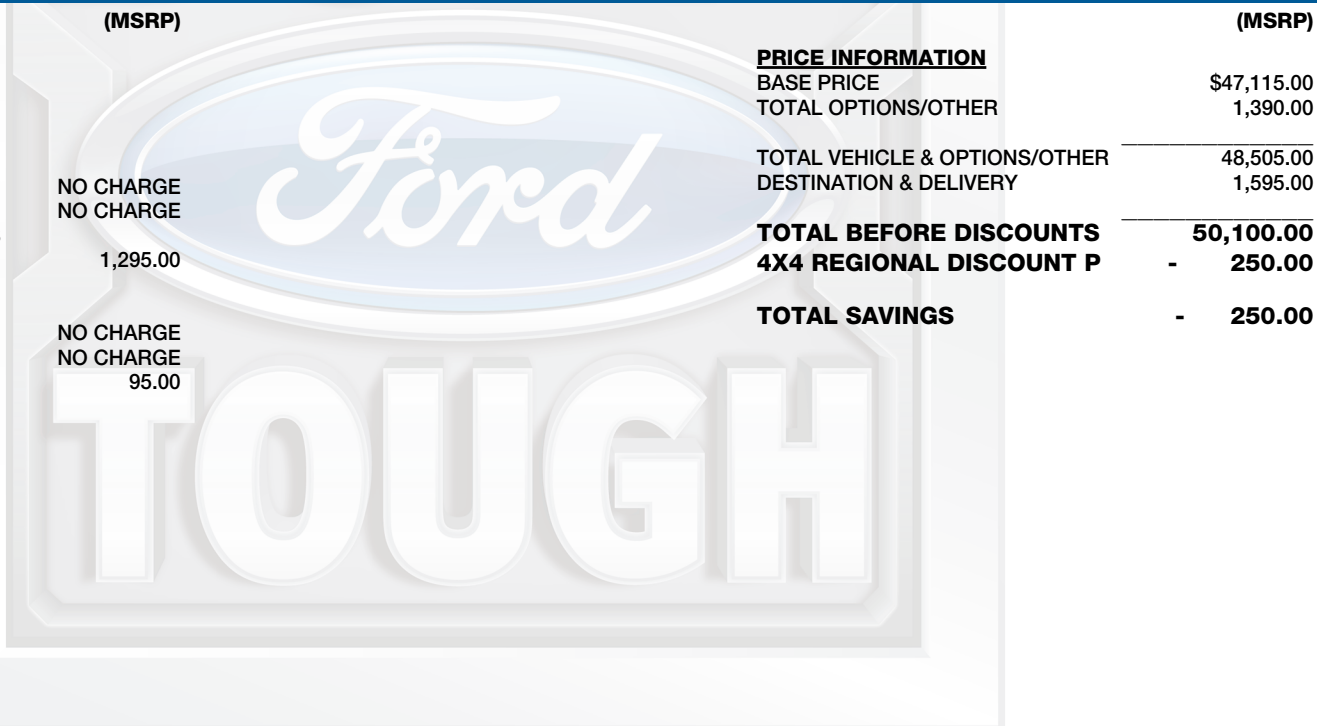 (MSRP)
NO CHARGE
NO CHARGE
1,295.00
NO CHARGE
NO CHARGE
95.00
Ford
TOUGH
(MSRP)
PRICE INFORMATION
BASE PRICE $47,115.00
TOTAL OPTIONS/OTHER 1,390.00
TOTAL VEHICLE & OPTIONS/OTHER 48,505.00
DESTINATION & DELIVERY 1,595.00
TOTAL BEFORE DISCOUNTS 50,100.00
4X4 REGIONAL DISCOUNT P - 250.00
TOTAL SAVINGS - 250.00